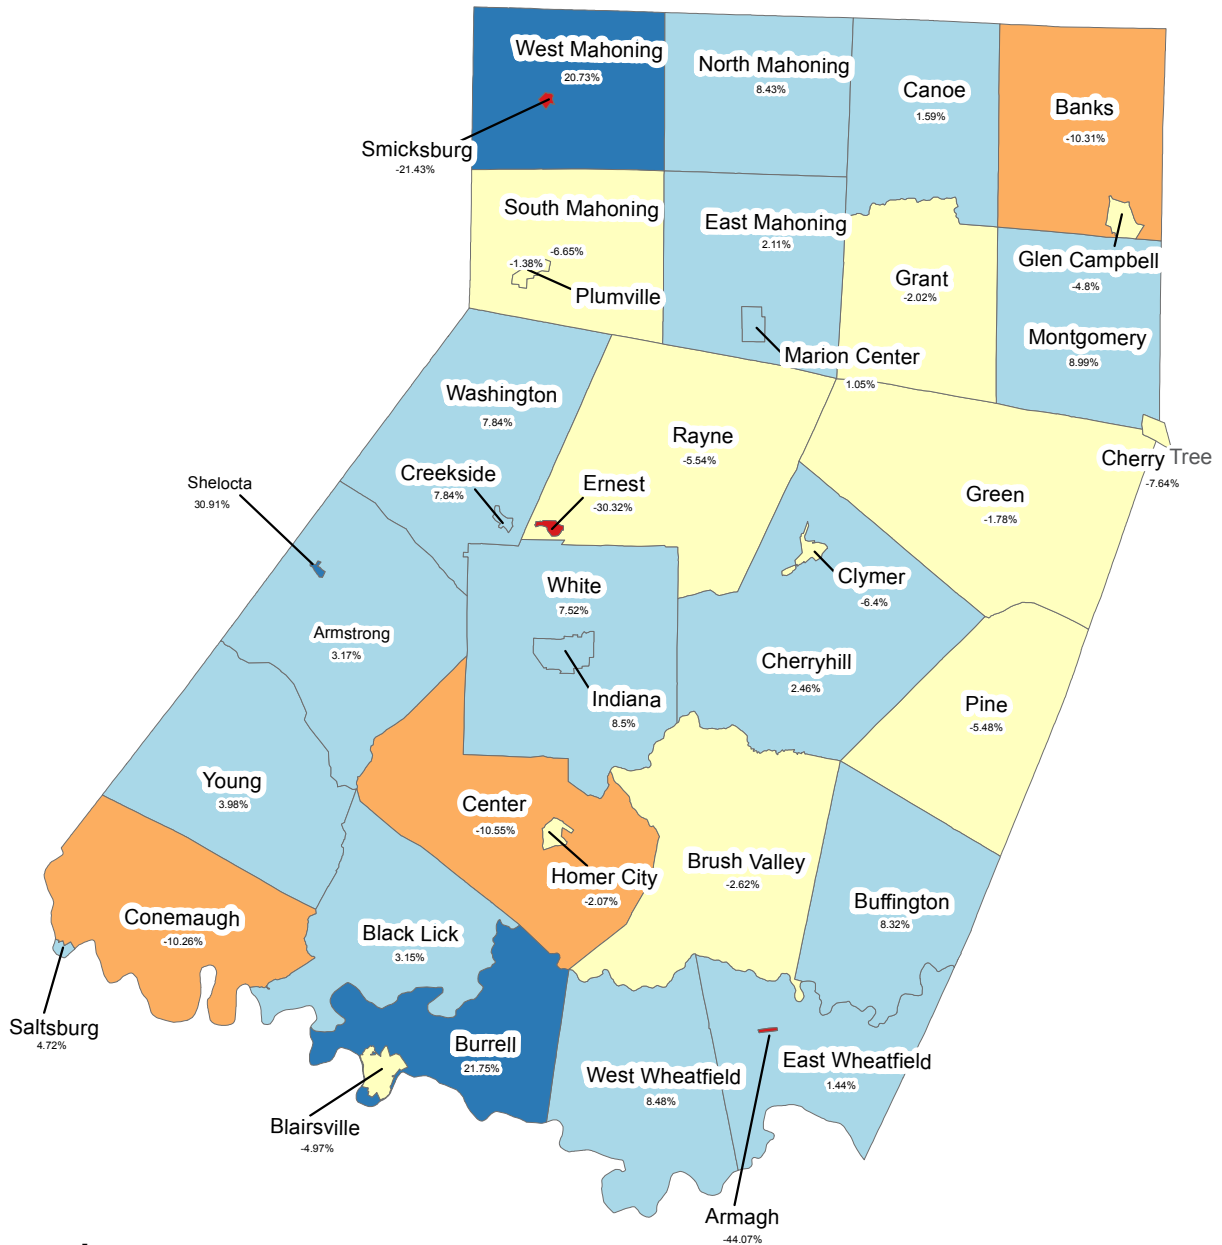 West Mahoning
20.73%
North Mahoning
8.43%
Canoe
1.59%
Banks
-10.31%
Smicksburg
-21.43%
South Mahoning
-6.65%
-1.38%
Plumville
East Mahoning
2.11%
Grant
-2.02%
Glen Campbell
-4.8%
Montgomery
8.99%
Marion Center
1.05%
Washington
7.84%
Rayne
-5.54%
Cherry Tree
-7.64%
Creekside
7.84%
Shelocta
30.91%
Ernest
-30.32%
Green
-1.78%
White
7.52%
Clymer
-6.4%
Armstrong
3.17%
Cherryhill
2.46%
Indiana
8.5%
Pine
-5.48%
Young
3.98%
Center
-10.55%
Homer City
-2.07%
Brush Valley
-2.62%
Buffington
8.32%
Conemaugh
-10.26%
Black Lick
3.15%
Saltsburg
4.72%
Burrell
21.75%
West Wheatfield
8.48%
East Wheatfield
1.44%
Blairsville
-4.97%
Armagh
-44.07%